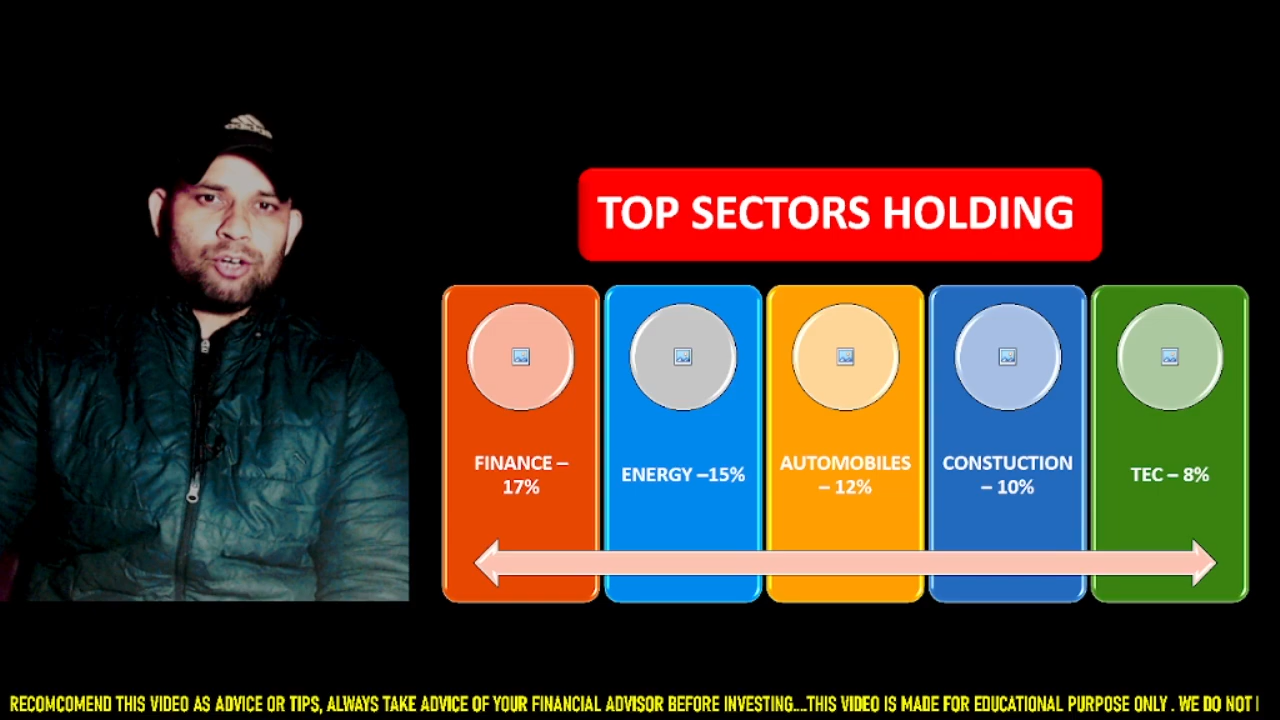 TOP SECTORS HOLDING
FINANCE –
17%
ENERGY –15%
AUTOMOBILES
– 12%
CONSTUCTION
– 10%
TEC – 8%
RECOMCOMEND THIS VIDEO AS ADVICE OR TIPS, ALWAYS TAKE ADVICE OF YOUR FINANCIAL ADVISOR BEFORE INVESTING....THIS VIDEO IS MADE FOR EDUCATIONAL PURPOSE ONLY . WE DO NOT